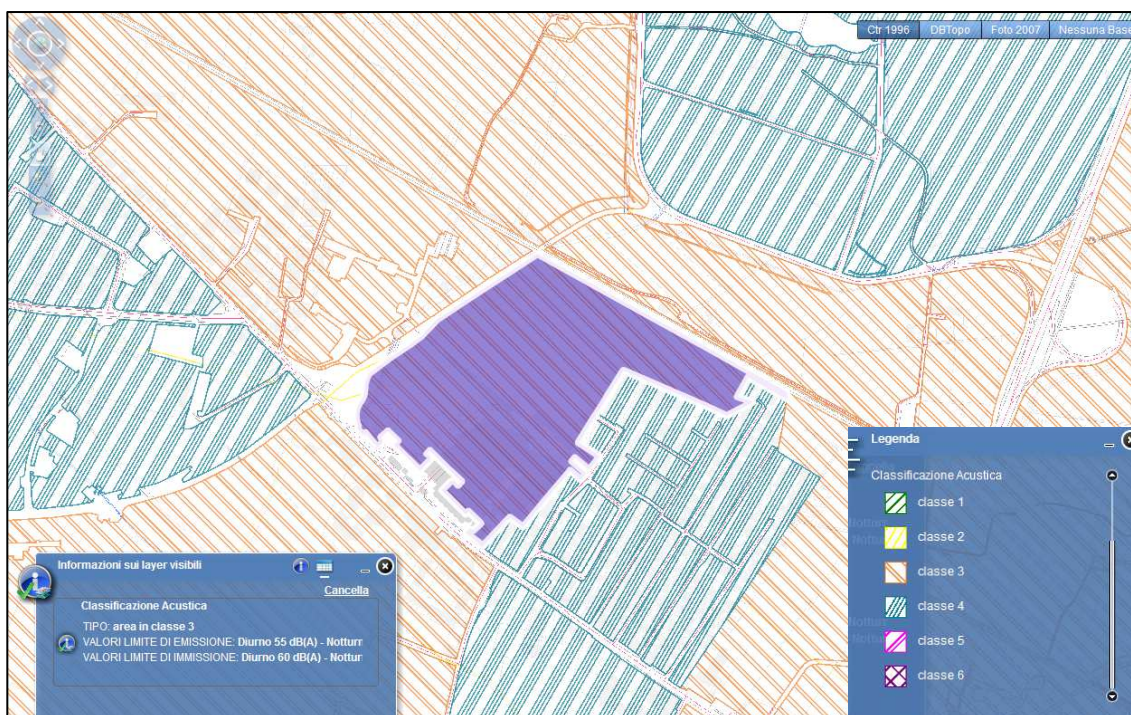 Ctr 1996 DBTopo Foto 2007 Nessuna Base
Legenda
Classificazione Acustica
classe 1
classe 2
classe 3
classe 4
classe 5
classe 6
Informazioni sui layer visibili
Cancella
Classificazione Acustica
TIPO: area in classe 3
VALORI LIMITE DI EMISSIONE: Diurno 55 dB(A) - Notturn
VALORI LIMITE DI IMMISSIONE: Diurno 60 dB(A) - Notturn